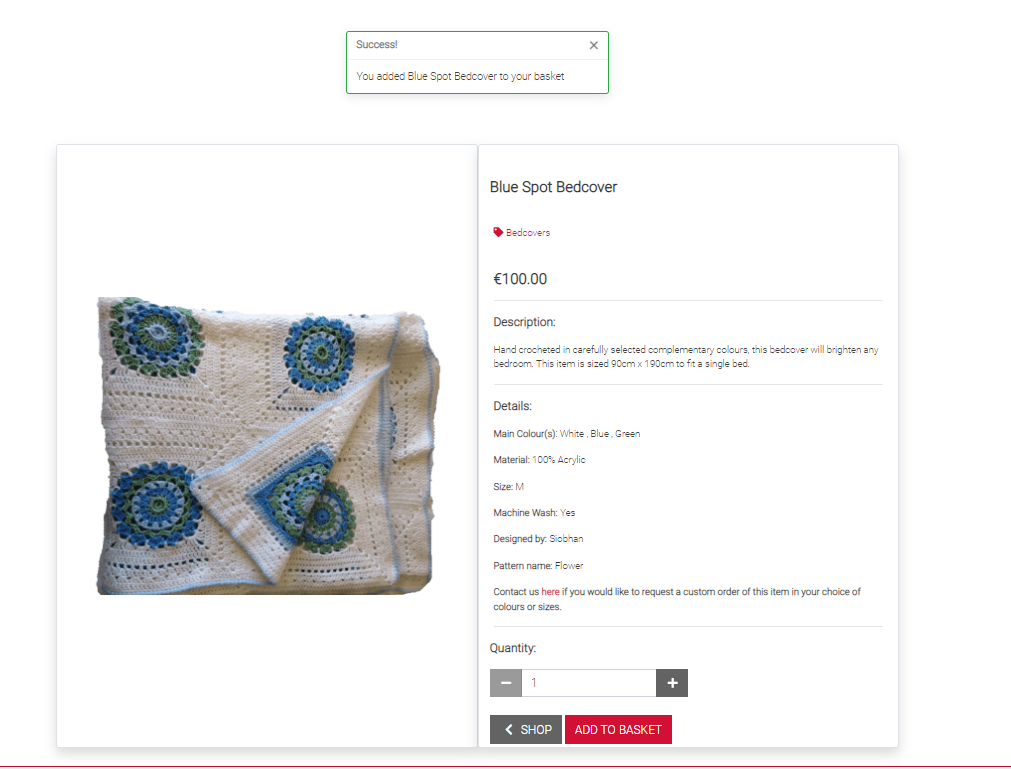 Success!
You added Blue Spot Bedcover to your basket
Blue Spot Bedcover
Bedcovers
€100.00
Description:
Hand crocheted in carefully selected complementary colours, this bedcover will brighten any
bedroom. This item is sized 90cm x 190cm to fit a single bed.
Details:
Main Colour(s): White , Blue , Green
Material: 100% Acrylic
Size: M
Machine Wash: Yes
Designed by: Siobhan
Pattern name: Flower
Contact us here if you would like to request a custom order of this item in your choice of
colours or sizes.
Quantity:
1
SHOP ADD TO BASKET